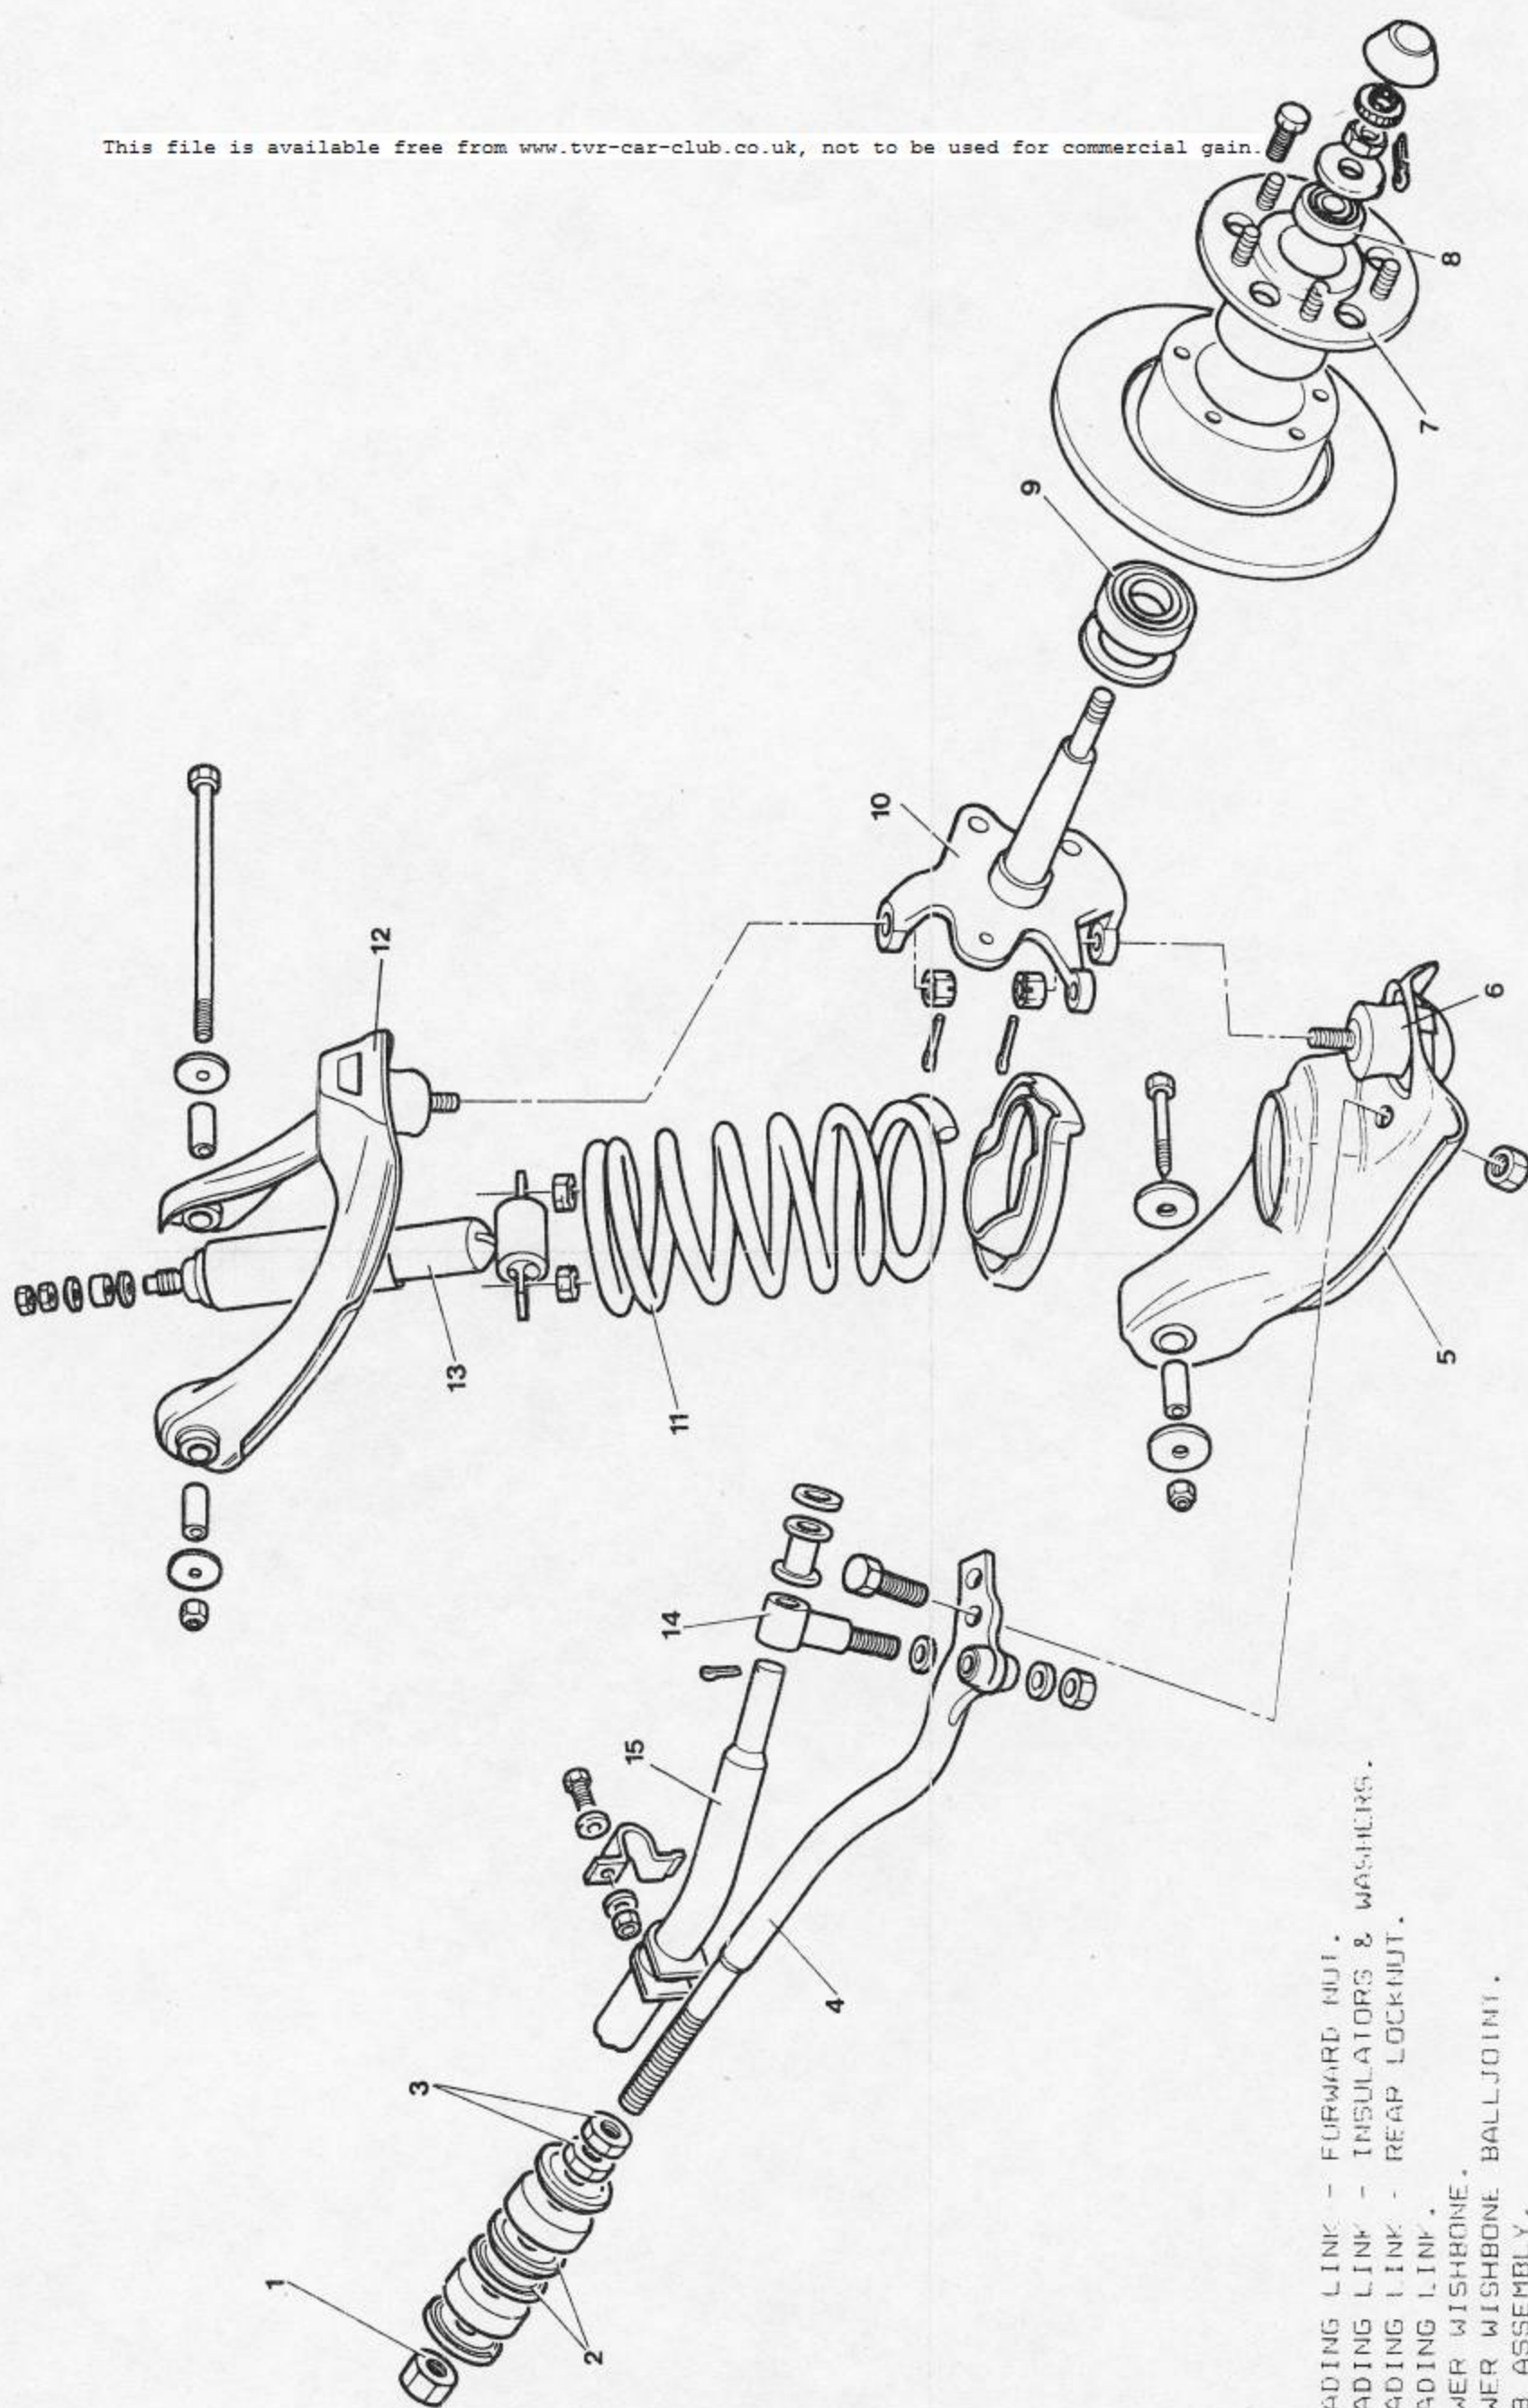 This file is available free from www.tvr-car-club.co.uk, not to be used for commercial gain.
8
7
9
10
12
6
13
5
11
14
15
4
3
1
2
ADING LINK - FORWARD NUT.
ADING LINK - INSULATORS & WASHERS.
ADING LINK - REAR LOCKNUT.
ADING LINK.
WER WISHBONE.
WER WISHBONE BALLJOINT.
B ASSEMBLY.